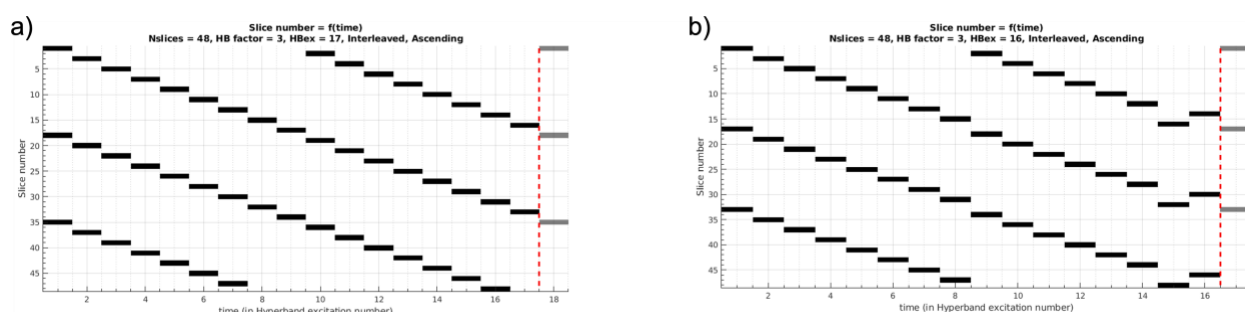 a)
Slice number = f(time)
Nslices = 48, HB factor = 3, HBex = 17, Interleaved, Ascending
5
10
15
20
25
30
35
40
45
Slice number
2 4 6 8 10 12 14 16 18
time (in Hyperband excitation number)
b)
Slice number = f(time)
Nslices = 48, HB factor = 3, HBex = 16, Interleaved, Ascending
5
10
15
20
25
30
35
40
45
Slice number
2 4 6 8 10 12 14 16
time (in Hyperband excitation number)